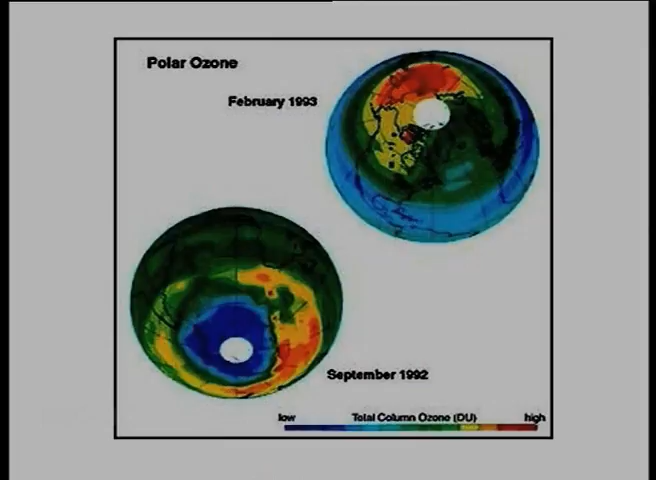 Polar Ozone
February 1993
September 1992
low Total Column Ozone (DU) high